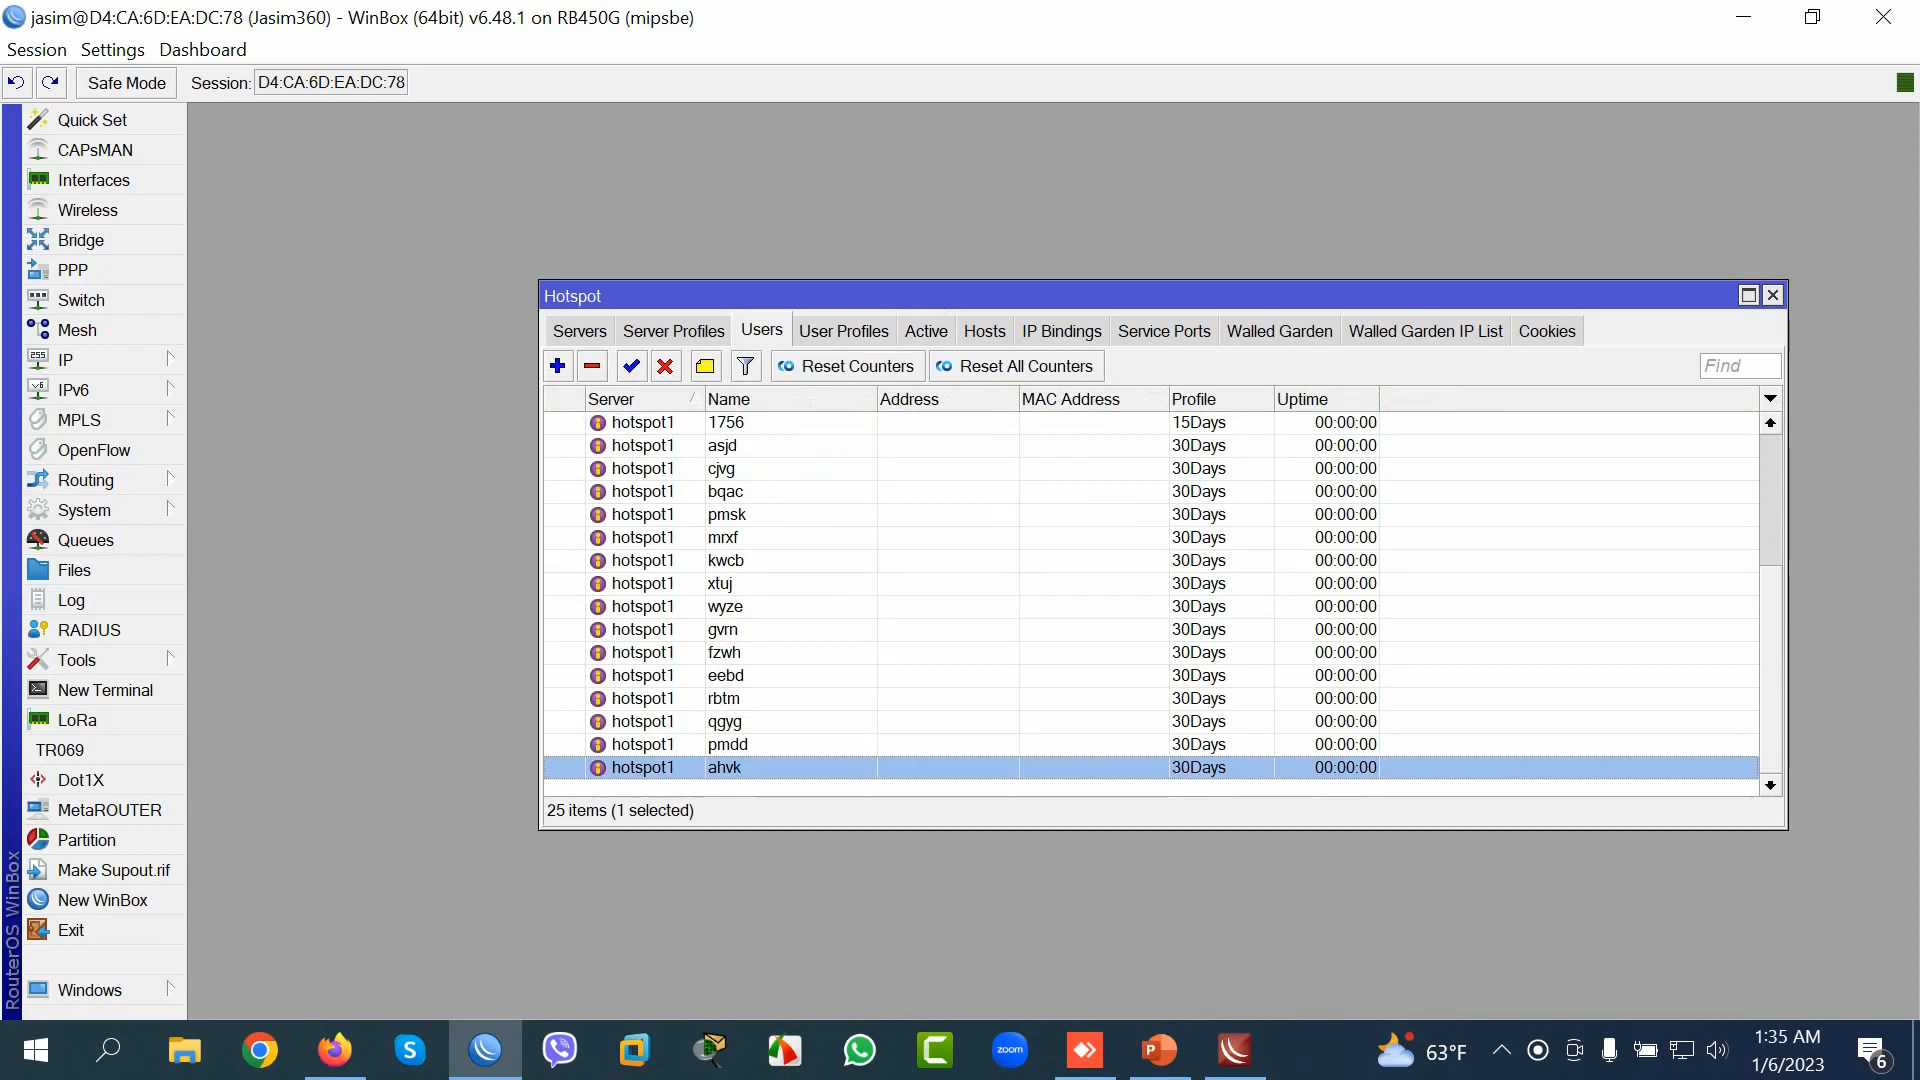 jasim@D4:CA:6D:EA:DC:78 (Jasim360) - WinBox (64bit) v6.48.1 on RB450G (mipsbe)
Session Settings Dashboard
Safe Mode Session: D4:CA:6D:EA:DC:78
Quick Set
CAPsMAN
Interfaces
Wireless
Bridge
PPP
Switch
Mesh
IP
IPv6
MPLS
OpenFlow
Routing
System
Queues
Files
Log
RADIUS
Tools
New Terminal
LoRa
TR069
Dot1X
MetaROUTER
Partition
Make Supout.rif
New WinBox
Exit
Windows
RouterOS WinBox
Hotspot
Servers Server Profiles Users User Profiles Active Hosts IP Bindings Service Ports Walled Garden Walled Garden IP List Cookies
Reset Counters Reset All Counters Find
Server Name Address MAC Address Profile Uptime
hotspot1 1756 15Days 00:00:00
hotspot1 asjd 30Days 00:00:00
hotspot1 cjvg 30Days 00:00:00
hotspot1 bqac 30Days 00:00:00
hotspot1 pmsk 30Days 00:00:00
hotspot1 mrxf 30Days 00:00:00
hotspot1 kwcb 30Days 00:00:00
hotspot1 xtuj 30Days 00:00:00
hotspot1 wyze 30Days 00:00:00
hotspot1 gvrn 30Days 00:00:00
hotspot1 fzwh 30Days 00:00:00
hotspot1 eebd 30Days 00:00:00
hotspot1 rbtm 30Days 00:00:00
hotspot1 qgyg 30Days 00:00:00
hotspot1 pmdd 30Days 00:00:00
hotspot1 ahvk 30Days 00:00:00
25 items (1 selected)
zoom
63°F
1:35 AM
1/6/2023
6